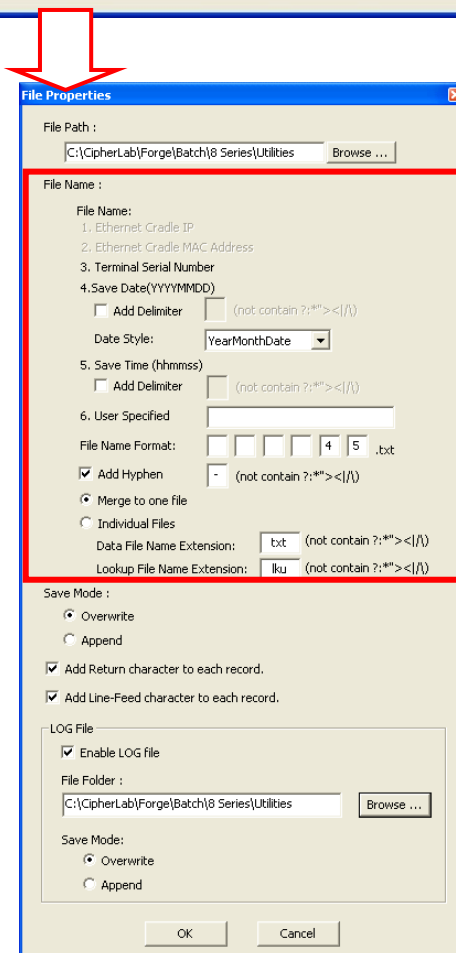 File Properties
File Path :
C:\CipherLab\Forge\Batch\8 Series\Utilities Browse ...
File Name :
File Name:
1. Ethernet Cradle IP
2. Ethernet Cradle MAC Address
3. Terminal Serial Number
4.Save Date(YYYYMMDD)
Add Delimiter (not contain ?:*"><|/\)
Date Style: YearMonthDate
5. Save Time (hhmmss)
Add Delimiter (not contain ?:*"><|/\)
6. User Specified
File Name Format: 4 5 .txt
Add Hyphen - (not contain ?:*"><|/\)
Merge to one file
Individual Files
Data File Name Extension: txt (not contain ?:*"><|/\)
Lookup File Name Extension: lku (not contain ?:*"><|/\)
Save Mode :
Overwrite
Append
Add Return character to each record.
Add Line-Feed character to each record.
LOG File
Enable LOG file
File Folder :
C:\CipherLab\Forge\Batch\8 Series\Utilities Browse ...
Save Mode:
Overwrite
Append
OK Cancel